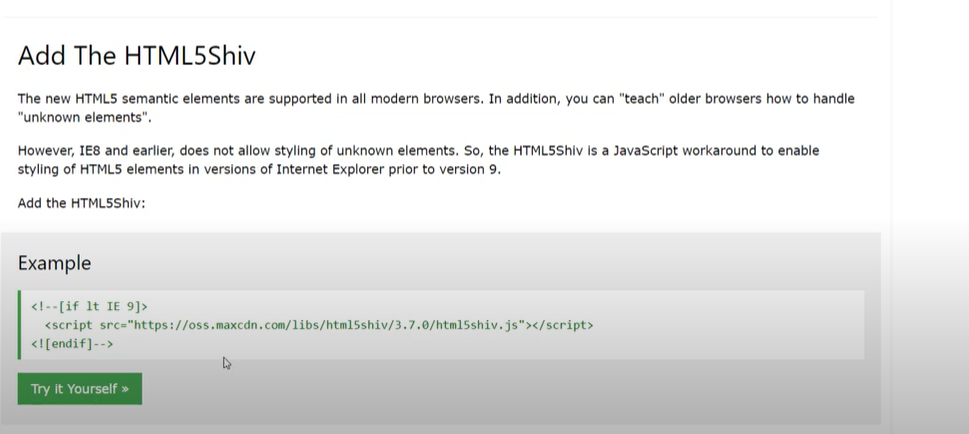 Add The HTML5Shiv
The new HTML5 semantic elements are supported in all modern browsers. In addition, you can "teach" older browsers how to handle
"unknown elements".
However, IE8 and earlier, does not allow styling of unknown elements. So, the HTML5Shiv is a JavaScript workaround to enable
styling of HTML5 elements in versions of Internet Explorer prior to version 9.
Add the HTML5Shiv:
Example
<!--[if lt IE 9]>
  <script src="https://oss.maxcdn.com/libs/html5shiv/3.7.0/html5shiv.js"></script>
<![endif]-->
Try it Yourself »